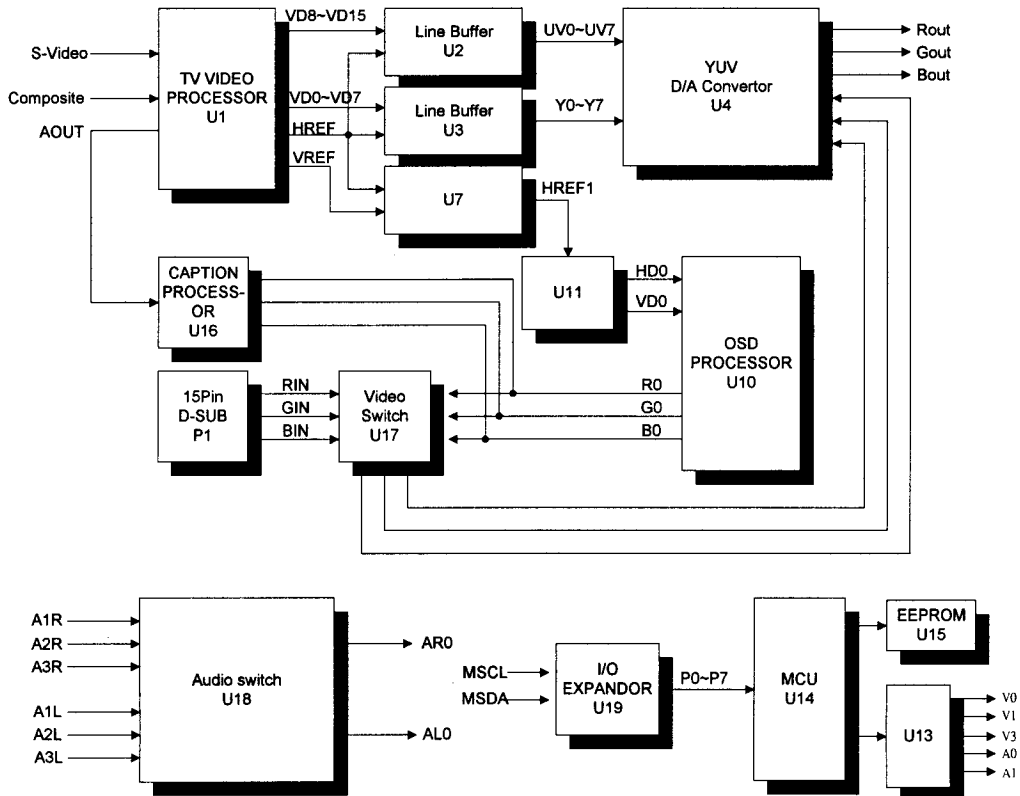 VD8~VD15
S-Video
Composite
AOUT
TV VIDEO
PROCESSOR
U1
VD0~VD7
HREF
VREF
Line Buffer
U2
Line Buffer
U3
U7
UV0~UV7
Y0~Y7
HREF1
YUV
D/A Convertor
U4
Rout
Gout
Bout
CAPTION
PROCESS-
OR
U16
U11
HD0
VD0
OSD
PROCESSOR
U10
15Pin
D-SUB
P1
RIN
GIN
BIN
Video
Switch
U17
R0
G0
B0
A1R
A2R
A3R
A1L
A2L
A3L
Audio switch
U18
AR0
AL0
MSCL
MSDA
I/O
EXPANDOR
U19
P0~P7
MCU
U14
EEPROM
U15
U13
V0
V1
V3
A0
A1